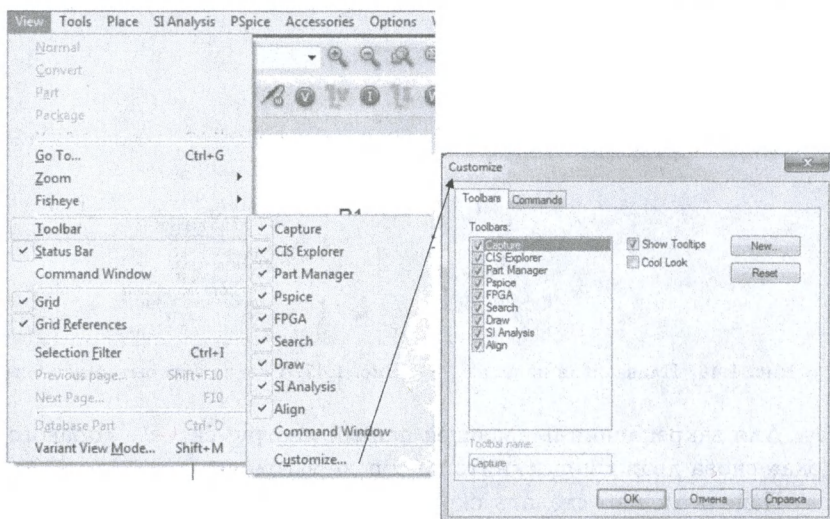 View Tools Place SI Analysis PSpice Accessories Options
Normal
Convert
Part
Package
Go To... Ctrl+G
Zoom
Fisheye
Toolbar
Status Bar
Command Window
Grid
Grid References
Selection Filter Ctrl+I
Previous page... Shift+F10
Next Page... F10
Database Part Ctrl+D
Variant View Mode... Shift+M
Capture
CIS Explorer
Part Manager
Pspice
FPGA
Search
Draw
SI Analysis
Align
Command Window
Customize...
Customize
Toolbars Commands
Toolbars:
Capture
CIS Explorer
Part Manager
Pspice
FPGA
Search
Draw
SI Analysis
Align
Show Tooltips
Cool Look
New...
Reset
Toolbar name:
Capture
OK Отмена Справка